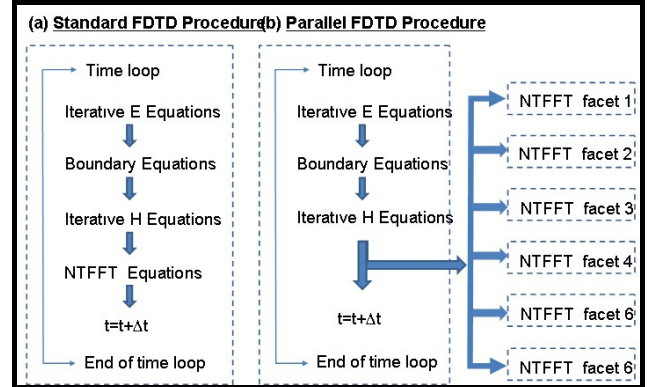 (a) Standard FDTD Procedure
Time loop
Iterative E Equations
Boundary Equations
Iterative H Equations
NTFFT Equations
t=t+Δt
End of time loop
(b) Parallel FDTD Procedure
Time loop
Iterative E Equations
Boundary Equations
Iterative H Equations
t=t+Δt
End of time loop
NTFFT facet 1
NTFFT facet 2
NTFFT facet 3
NTFFT facet 4
NTFFT facet 6
NTFFT facet 6